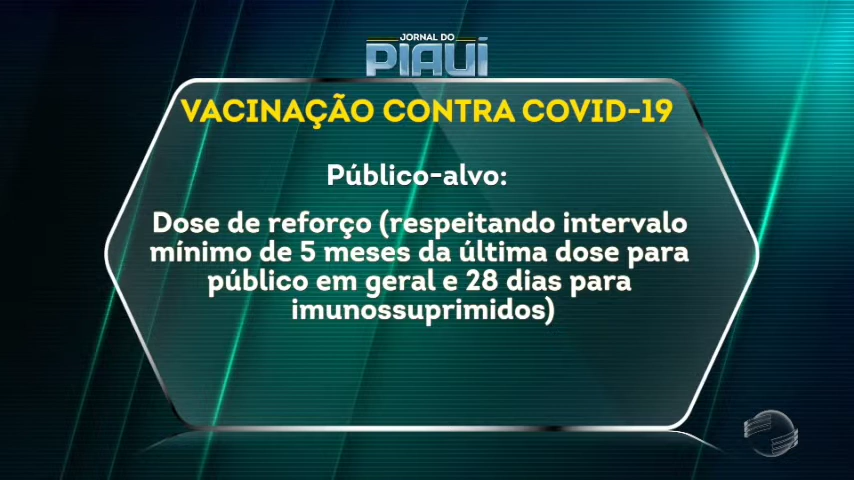 JORNAL DO
PIAUÍ
VACINAÇÃO CONTRA COVID-19
Público-alvo:
Dose de reforço (respeitando intervalo
mínimo de 5 meses da última dose para
público em geral e 28 dias para
imunossuprimidos)